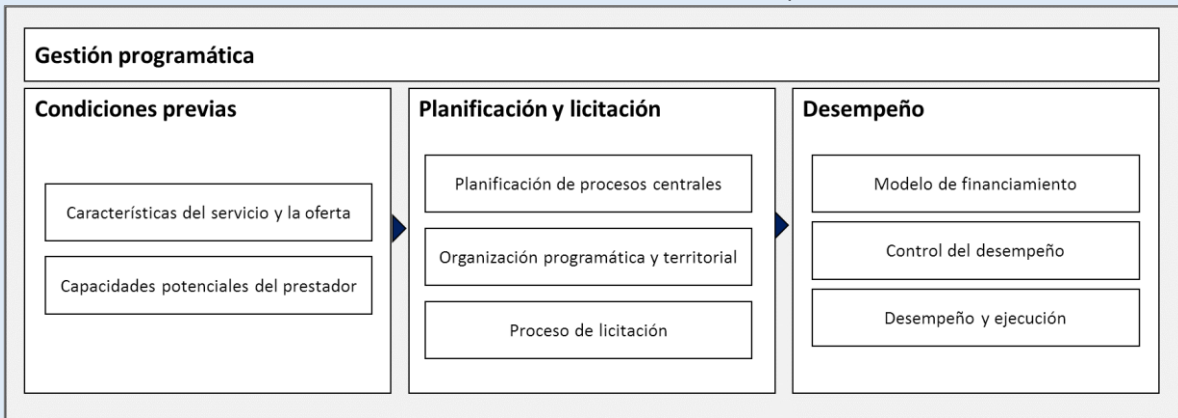 Gestión programática
Condiciones previas
Características del servicio y la oferta
Capacidades potenciales del prestador
Planificación y licitación
Planificación de procesos centrales
Organización programática y territorial
Proceso de licitación
Desempeño
Modelo de financiamiento
Control del desempeño
Desempeño y ejecución